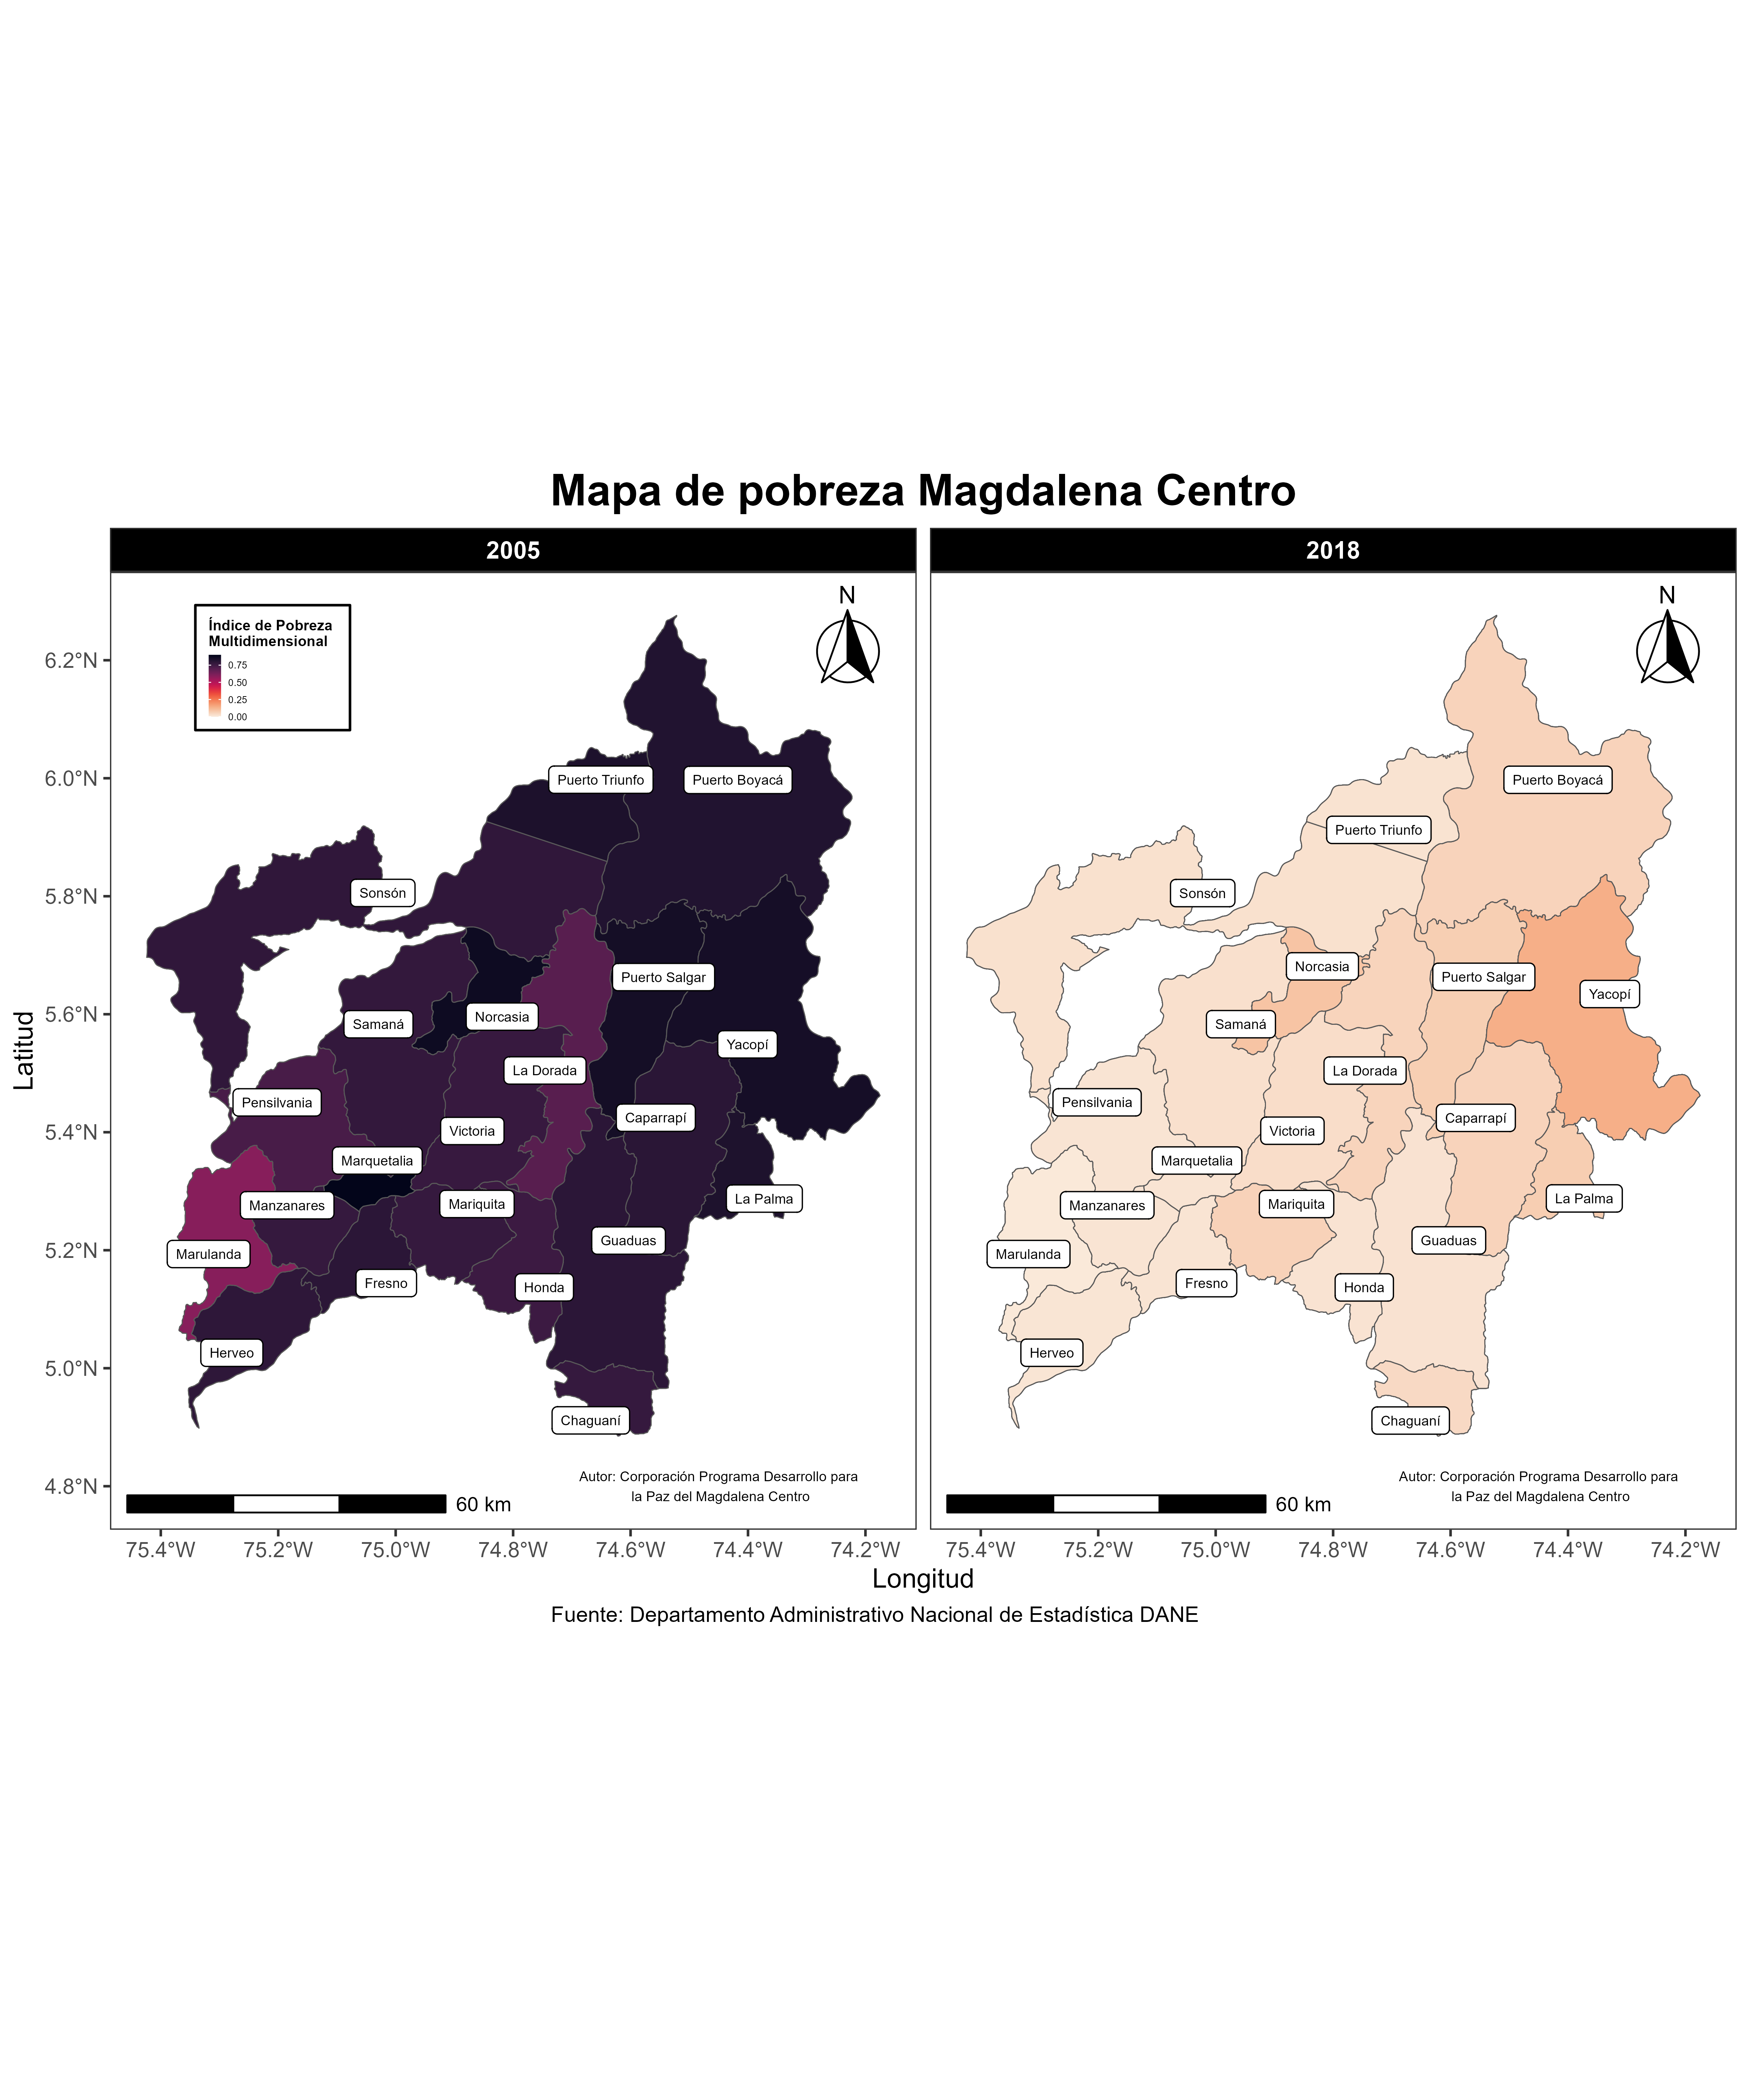 Mapa de pobreza Magdalena Centro
2005
2018
Índice de Pobreza
Multidimensional
0.75
0.50
0.25
0.00
N
Puerto Triunfo
Puerto Boyacá
Sonsón
Puerto Salgar
Norcasia
Samaná
Yacopí
La Dorada
Pensilvania
Caparrapí
Victoria
Marquetalia
La Palma
Manzanares
Mariquita
Guaduas
Marulanda
Fresno
Honda
Herveo
Chaguaní
Autor: Corporación Programa Desarrollo para
la Paz del Magdalena Centro
60 km
N
Puerto Boyacá
Puerto Triunfo
Sonsón
Norcasia
Puerto Salgar
Yacopí
Samaná
La Dorada
Pensilvania
Caparrapí
Victoria
Marquetalia
La Palma
Manzanares
Mariquita
Guaduas
Marulanda
Fresno
Honda
Herveo
Chaguaní
Autor: Corporación Programa Desarrollo para
la Paz del Magdalena Centro
60 km
6.2°N
6.0°N
5.8°N
5.6°N
5.4°N
5.2°N
5.0°N
4.8°N
Latitud
75.4°W 75.2°W 75.0°W 74.8°W 74.6°W 74.4°W 74.2°W
75.4°W 75.2°W 75.0°W 74.8°W 74.6°W 74.4°W 74.2°W
Longitud
Fuente: Departamento Administrativo Nacional de Estadística DANE